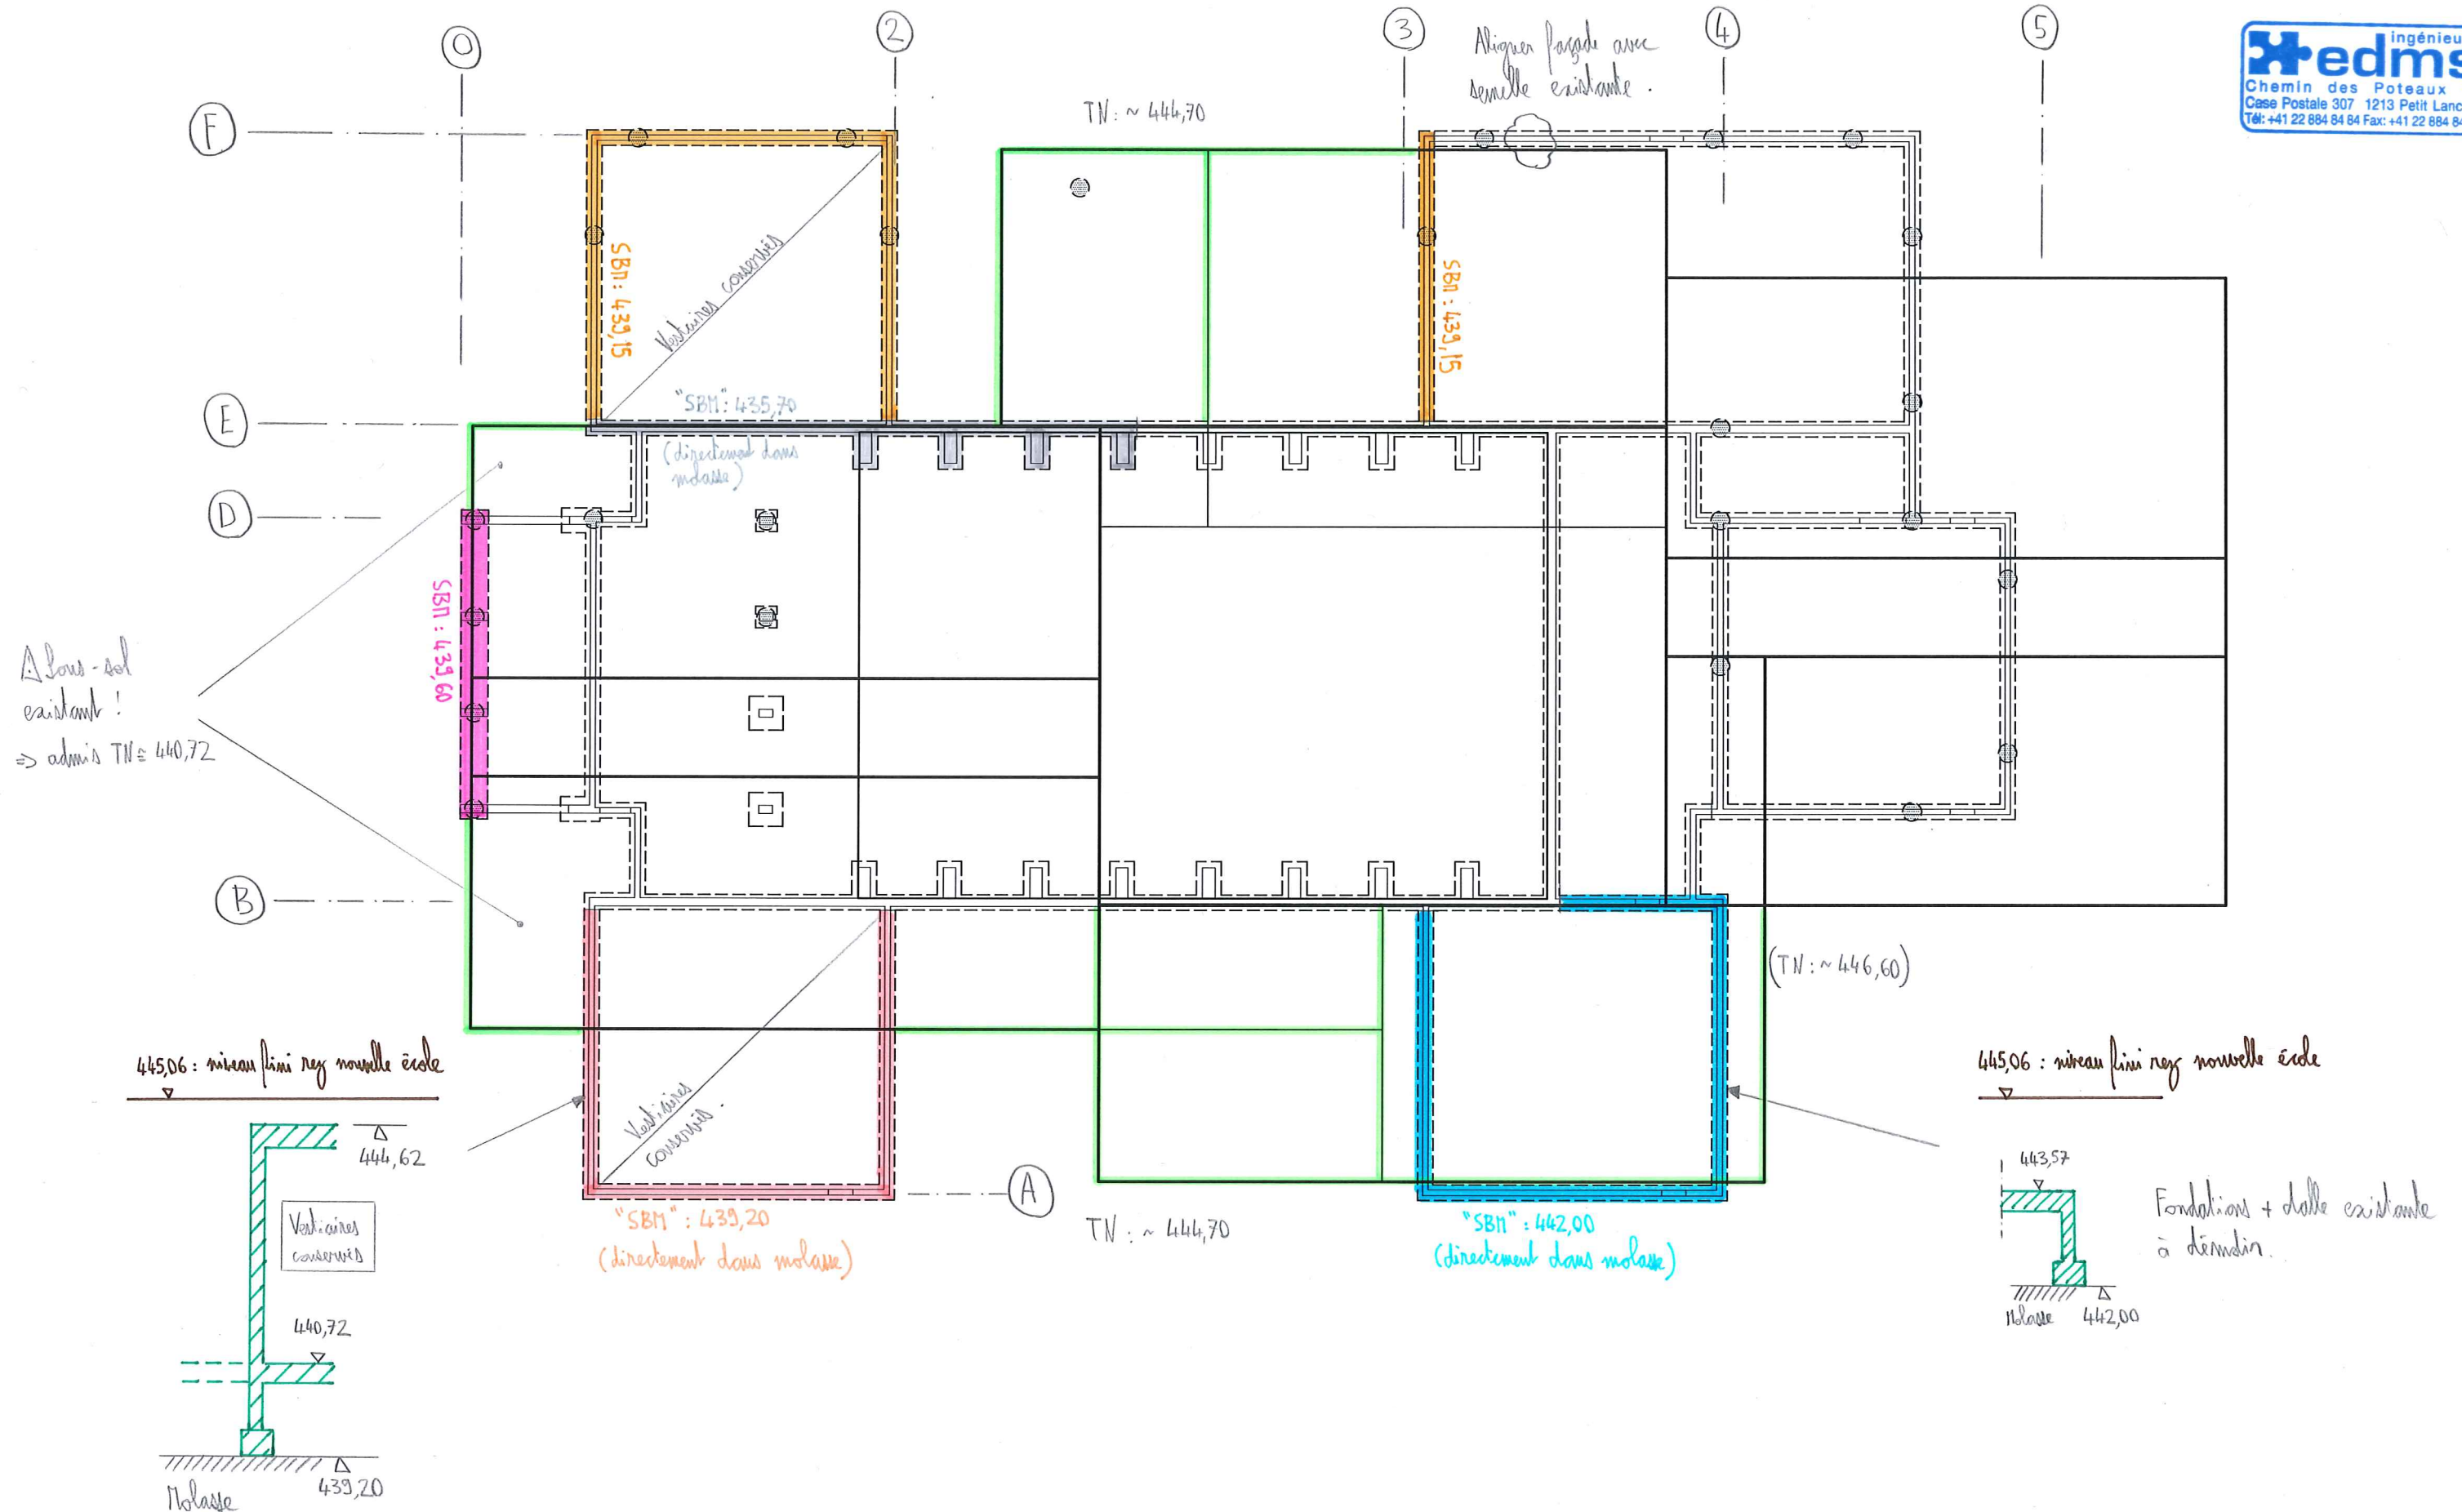 0
2
3
4
5
Aligner façade avec
semelle existante.
ingénieu
edms
Chemin des Poteaux
Case Postale 307 1213 Petit Lanc
Tél: +41 22 884 84 84 Fax: +41 22 884 84
TN: ~ 444,70
F
SBM : 439,15
Vestiaires conservés
SBM : 439,15
"SBM": 435,70
(directement dans
molasse)
E
D
SBM : 439,60
⚠ Sous-sol
existant !
=> admis TN ≅ 440,72
B
(TN: ~ 446,60)
445,06 : niveau fini rez nouvelle école
444,62
Vestiaires
conservés
440,72
439,20
Molasse
Vestiaires
conservés.
A
"SBM" : 439,20
(directement dans molasse)
TN : ~ 444,70
"SBM" : 442,00
(directement dans molasse)
445,06 : niveau fini rez nouvelle école
443,57
Fondations + dalle existante
à démolir.
Molasse 442,00